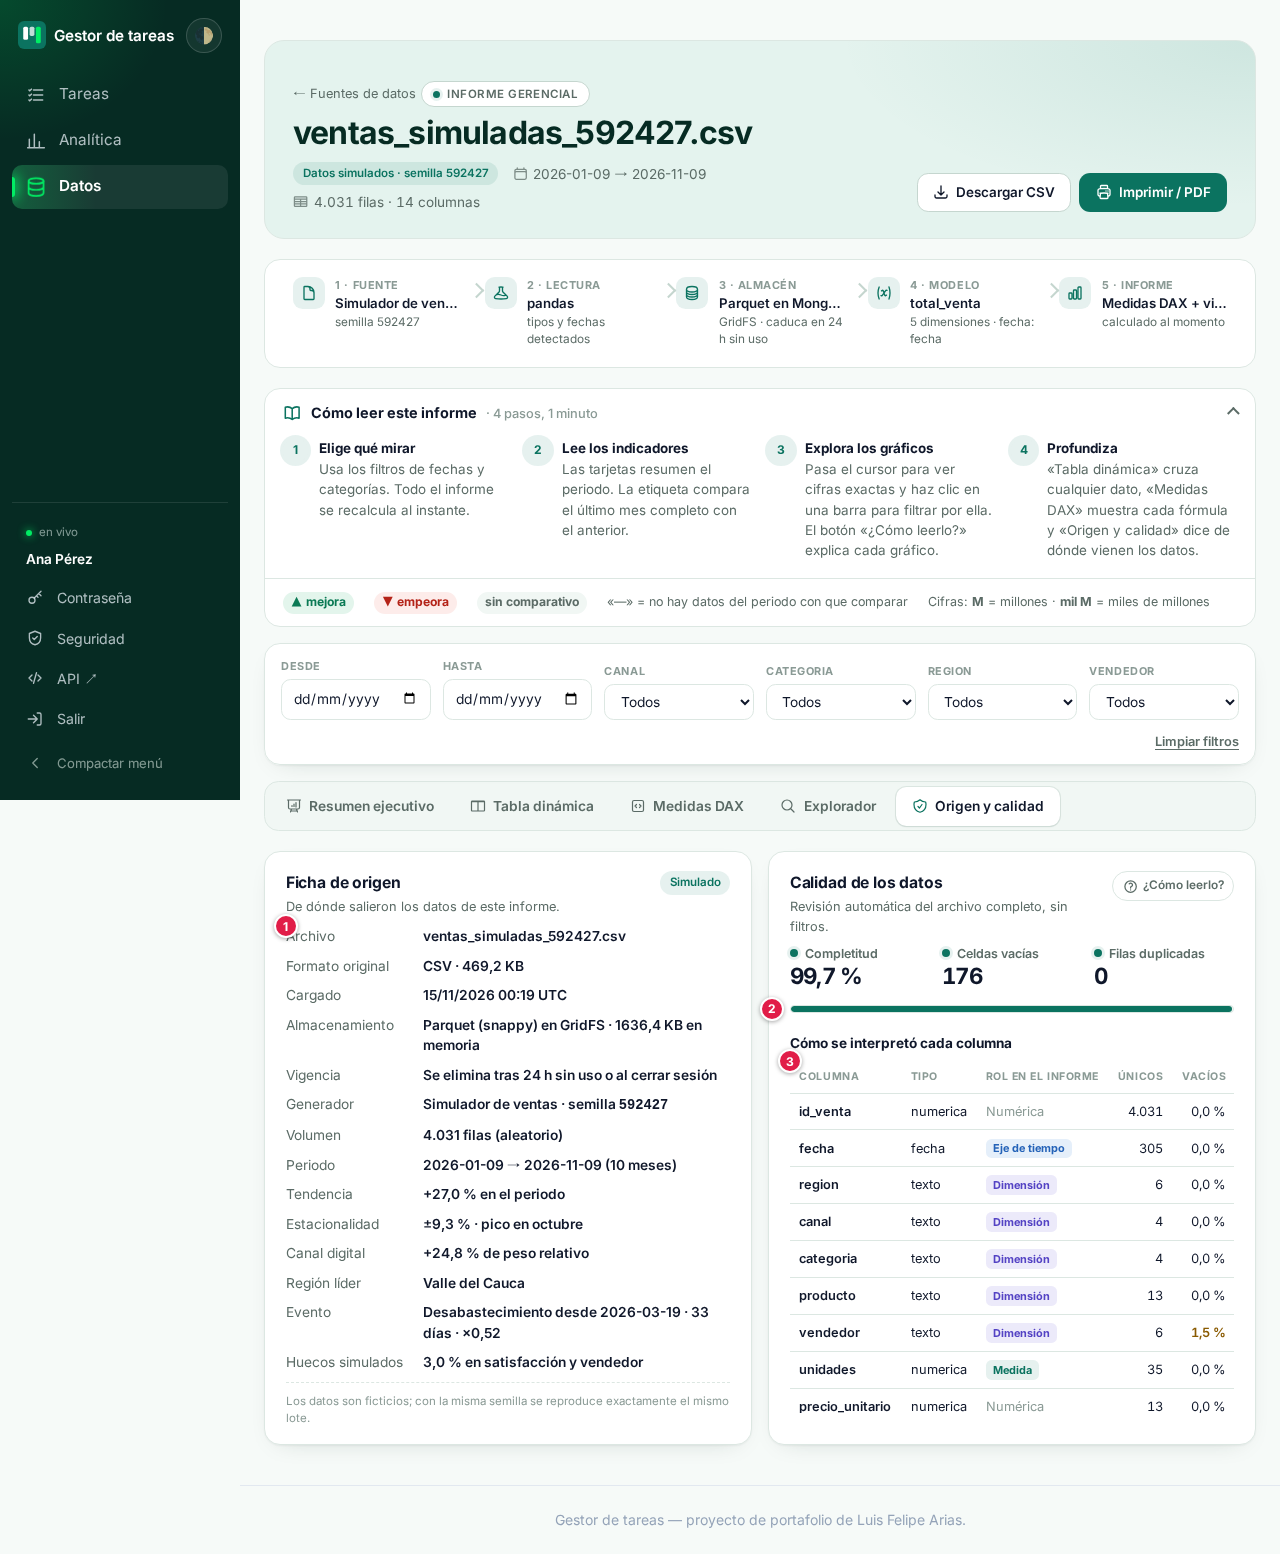 Gestor de tareas
Tareas
Analítica
Datos
en vivo
Ana Pérez
Contraseña
Seguridad
API ↗
Salir
Compactar menú
← Fuentes de datos
INFORME GERENCIAL
ventas_simuladas_592427.csv
Datos simulados · semilla 592427
2026-01-09 → 2026-11-09
4.031 filas · 14 columnas
Descargar CSV
Imprimir / PDF
1 · FUENTE
Simulador de ven...
semilla 592427
2 · LECTURA
pandas
tipos y fechas
detectados
3 · ALMACÉN
Parquet en Mong...
GridFS · caduca en 24
h sin uso
4 · MODELO
total_venta
5 dimensiones · fecha:
fecha
5 · INFORME
Medidas DAX + vi...
calculado al momento
Cómo leer este informe · 4 pasos, 1 minuto
1
Elige qué mirar
Usa los filtros de fechas y
categorías. Todo el informe
se recalcula al instante.
2
Lee los indicadores
Las tarjetas resumen el
periodo. La etiqueta compara
el último mes completo con
el anterior.
3
Explora los gráficos
Pasa el cursor para ver
cifras exactas y haz clic en
una barra para filtrar por ella.
El botón «¿Cómo leerlo?»
explica cada gráfico.
4
Profundiza
«Tabla dinámica» cruza
cualquier dato, «Medidas
DAX» muestra cada fórmula
y «Origen y calidad» dice de
dónde vienen los datos.
▲ mejora
▼ empeora
sin comparativo
«—» = no hay datos del periodo con que comparar
Cifras: M = millones · mil M = miles de millones
DESDE
dd/mm/yyyy
HASTA
dd/mm/yyyy
CANAL
Todos
CATEGORIA
Todos
REGION
Todos
VENDEDOR
Todos
Limpiar filtros
Resumen ejecutivo
Tabla dinámica
Medidas DAX
Explorador
Origen y calidad
Ficha de origen
Simulado
De dónde salieron los datos de este informe.
1
Archivo ventas_simuladas_592427.csv
Formato original CSV · 469,2 KB
Cargado 15/11/2026 00:19 UTC
Almacenamiento Parquet (snappy) en GridFS · 1636,4 KB en
memoria
Vigencia Se elimina tras 24 h sin uso o al cerrar sesión
Generador Simulador de ventas · semilla 592427
Volumen 4.031 filas (aleatorio)
Periodo 2026-01-09 → 2026-11-09 (10 meses)
Tendencia +27,0 % en el periodo
Estacionalidad ±9,3 % · pico en octubre
Canal digital +24,8 % de peso relativo
Región líder Valle del Cauca
Evento Desabastecimiento desde 2026-03-19 · 33
días · ×0,52
Huecos simulados 3,0 % en satisfacción y vendedor
Los datos son ficticios; con la misma semilla se reproduce exactamente el mismo
lote.
Calidad de los datos
¿Cómo leerlo?
Revisión automática del archivo completo, sin
filtros.
Completitud
99,7 %
Celdas vacías
176
Filas duplicadas
0
2
Cómo se interpretó cada columna
3
COLUMNA TIPO ROL EN EL INFORME ÚNICOS VACÍOS
id_venta numerica Numérica 4.031 0,0 %
fecha fecha Eje de tiempo 305 0,0 %
region texto Dimensión 6 0,0 %
canal texto Dimensión 4 0,0 %
categoria texto Dimensión 4 0,0 %
producto texto Dimensión 13 0,0 %
vendedor texto Dimensión 6 1,5 %
unidades numerica Medida 35 0,0 %
precio_unitario numerica Numérica 13 0,0 %
Gestor de tareas — proyecto de portafolio de Luis Felipe Arias.